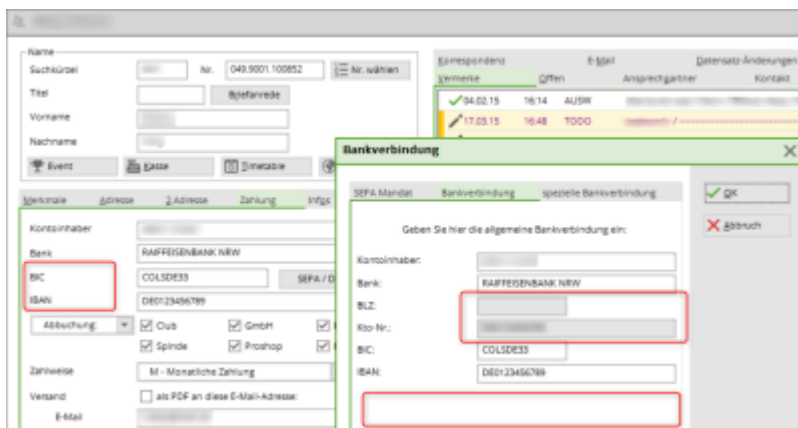 Name
Suchkürzel
Nr.
049.9001.100852
Nr. wählen
Titel
Briefanrede
Vorname
Nachname
Event
Kasse
Timetable
Merkmale
Adresse
2.Adresse
Zahlung
Infos
Kontoinhaber
Bank
RAIFFEISENBANK NRW
BIC
COLSDE33
SEPA / D
IBAN
DE0123456789
Abbuchung
Club
GmbH
Spinde
Proshop
Zahlweise
M - Monatliche Zahlung
Versand
als PDF an diese E-Mail-Adresse:
E-Mail
Korrespondenz
E-Mail
Datensatz-Änderungen
Vermerke
Offen
Ansprechpartner
Kontakt
04.02.15 16:14 AUSW
17.03.15 16:48 TODO
Bankverbindung
SEPA Mandat
Bankverbindung
spezielle Bankverbindung
OK
Abbruch
Geben Sie hier die allgemeine Bankverbindung ein:
Kontoinhaber:
Bank:
RAIFFEISENBANK NRW
BLZ:
Kto-Nr.:
BIC:
COLSDE33
IBAN:
DE0123456789